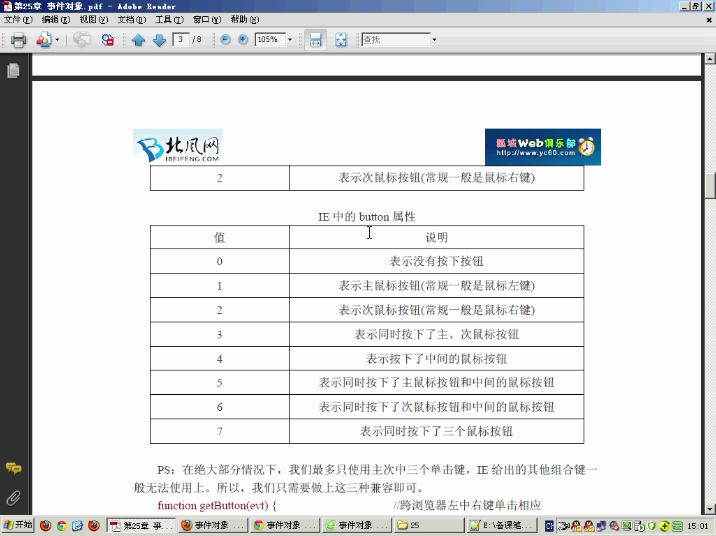 第25章 事件对象.pdf - Adobe Reader
文件(F) 编辑(E) 视图(V) 文档(D) 工具(T) 窗口(W) 帮助(H)
3 / 8 105% 查找
北风网
IBEIFENG.COM
瓢城Web俱乐部
http://www.yc60.com
2 表示次鼠标按钮(常规一般是鼠标右键)
IE 中的 button 属性
值 说明
0 表示没有按下按钮
1 表示主鼠标按钮(常规一般是鼠标左键)
2 表示次鼠标按钮(常规一般是鼠标右键)
3 表示同时按下了主、次鼠标按钮
4 表示按下了中间的鼠标按钮
5 表示同时按下了主鼠标按钮和中间的鼠标按钮
6 表示同时按下了次鼠标按钮和中间的鼠标按钮
7 表示同时按下了三个鼠标按钮
PS：在绝大部分情况下，我们最多只使用主次中三个单击键，IE 给出的其他组合键一
般无法使用上。所以，我们只需要做上这三种兼容即可。
function getButton(evt) { //跨浏览器左中右键单击相应
开始 第25章 事... 事件对象 ... 事件对象 ... 事件对象 ... 25 E:\备课笔... CH 15:01